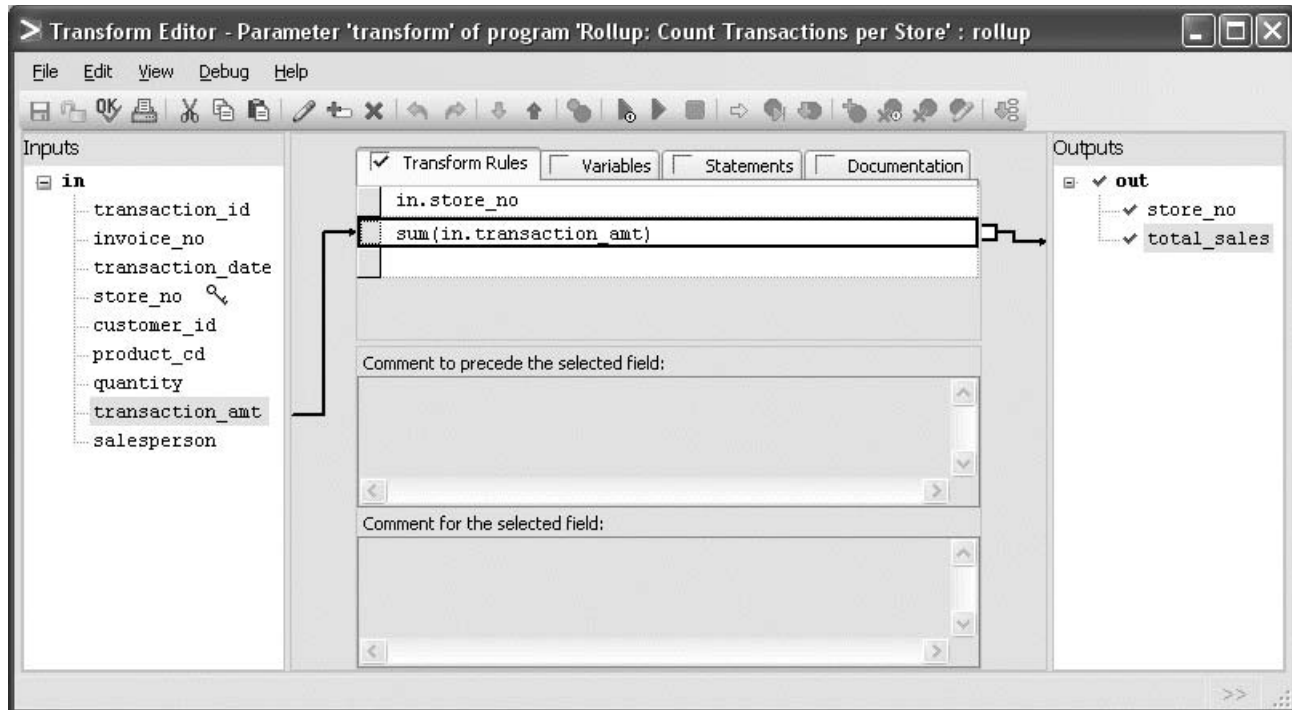 Transform Editor - Parameter 'transform' of program 'Rollup: Count Transactions per Store' : rollup
File Edit View Debug Help
OK
Inputs
in
transaction_id
invoice_no
transaction_date
store_no
customer_id
product_cd
quantity
transaction_amt
salesperson
Transform Rules Variables Statements Documentation
in.store_no
sum(in.transaction_amt)
Comment to precede the selected field:
Comment for the selected field:
Outputs
out
store_no
total_sales
>>